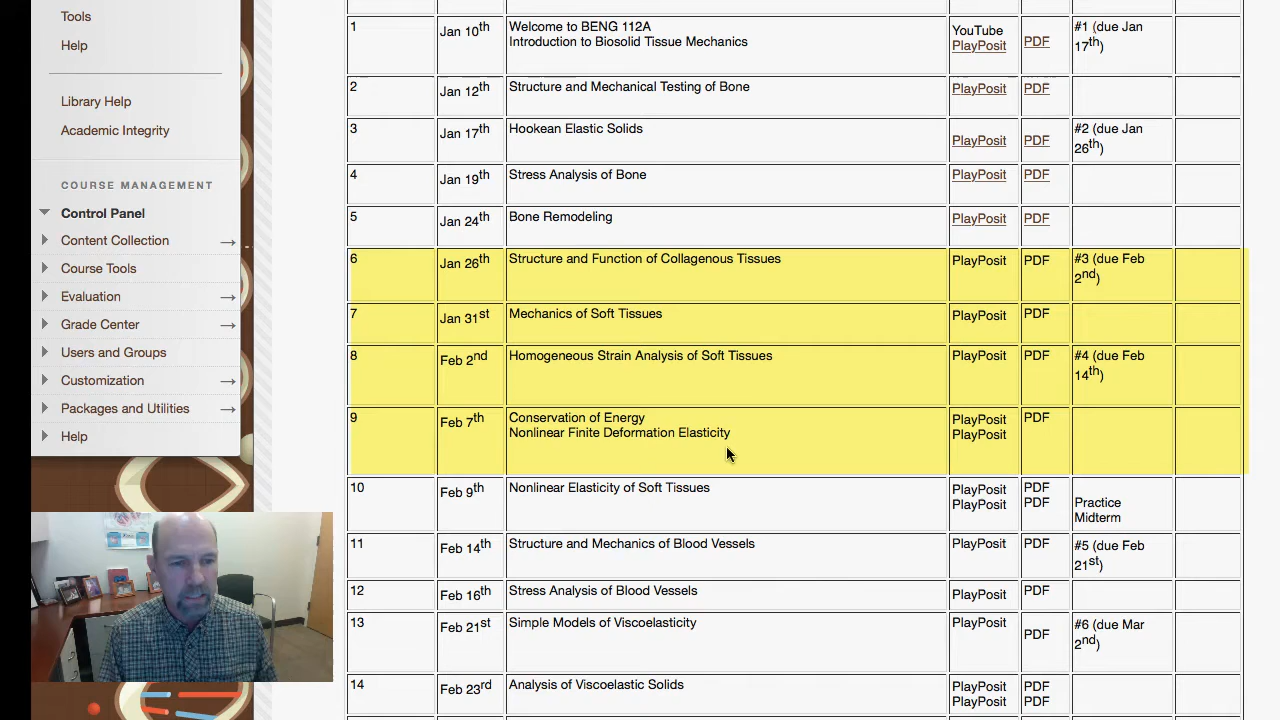 Tools
Help
Library Help
Academic Integrity
COURSE MANAGEMENT
Control Panel
Content Collection
Course Tools
Evaluation
Grade Center
Users and Groups
Customization
Packages and Utilities
Help
1 Jan 10th Welcome to BENG 112A YouTube PDF #1 (due Jan
Introduction to Biosolid Tissue Mechanics PlayPosit 17th)
2 Jan 12th Structure and Mechanical Testing of Bone PlayPosit PDF
3 Jan 17th Hookean Elastic Solids PlayPosit PDF #2 (due Jan
26th)
4 Jan 19th Stress Analysis of Bone PlayPosit PDF
5 Jan 24th Bone Remodeling PlayPosit PDF
6 Jan 26th Structure and Function of Collagenous Tissues PlayPosit PDF #3 (due Feb
2nd)
7 Jan 31st Mechanics of Soft Tissues PlayPosit PDF
8 Feb 2nd Homogeneous Strain Analysis of Soft Tissues PlayPosit PDF #4 (due Feb
14th)
9 Feb 7th Conservation of Energy PlayPosit PDF
Nonlinear Finite Deformation Elasticity PlayPosit
10 Feb 9th Nonlinear Elasticity of Soft Tissues PlayPosit PDF
PlayPosit PDF Practice
Midterm
11 Feb 14th Structure and Mechanics of Blood Vessels PlayPosit PDF #5 (due Feb
21st)
12 Feb 16th Stress Analysis of Blood Vessels PlayPosit PDF
13 Feb 21st Simple Models of Viscoelasticity PlayPosit PDF #6 (due Mar
2nd)
14 Feb 23rd Analysis of Viscoelastic Solids PlayPosit PDF
PlayPosit PDF